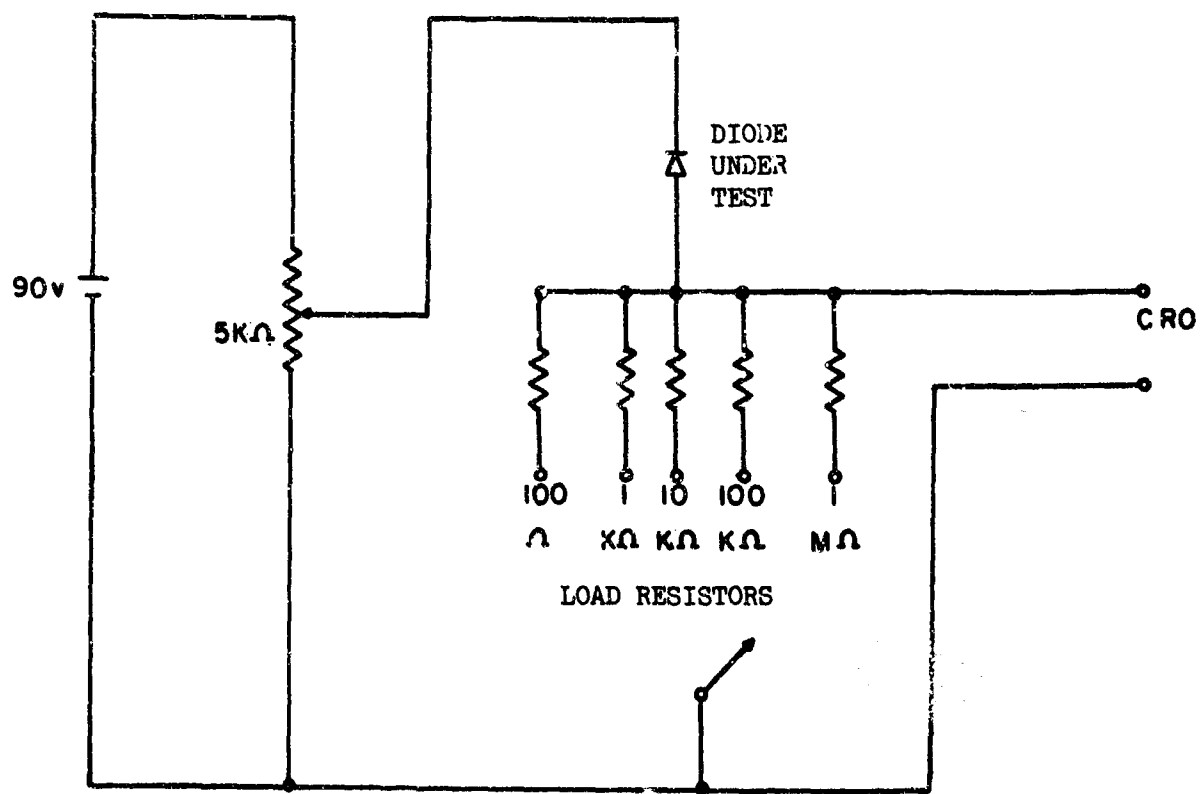 DIODE
UNDER
TEST
90v
5KΩ
CRO
100 1 10 100 1
Ω XΩ KΩ KΩ MΩ
LOAD RESISTORS